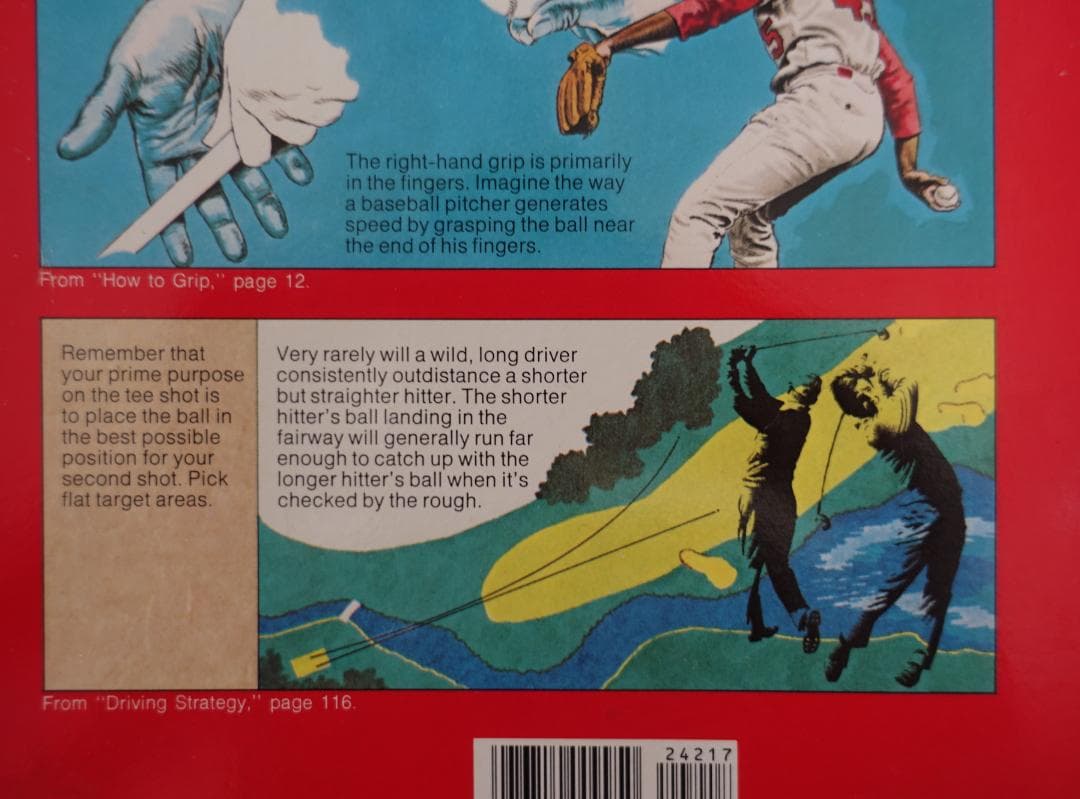 The right-hand grip is primarily
in the fingers. Imagine the way
a baseball pitcher generates
speed by grasping the ball near
the end of his fingers.
From "How to Grip," page 12.
Remember that
your prime purpose
on the tee shot is
to place the ball in
the best possible
position for your
second shot. Pick
flat target areas.
Very rarely will a wild, long driver
consistently outdistance a shorter
but straighter hitter. The shorter
hitter's ball landing in the
fairway will generally run far
enough to catch up with the
longer hitter's ball when it's
checked by the rough.
From "Driving Strategy," page 116.
24217